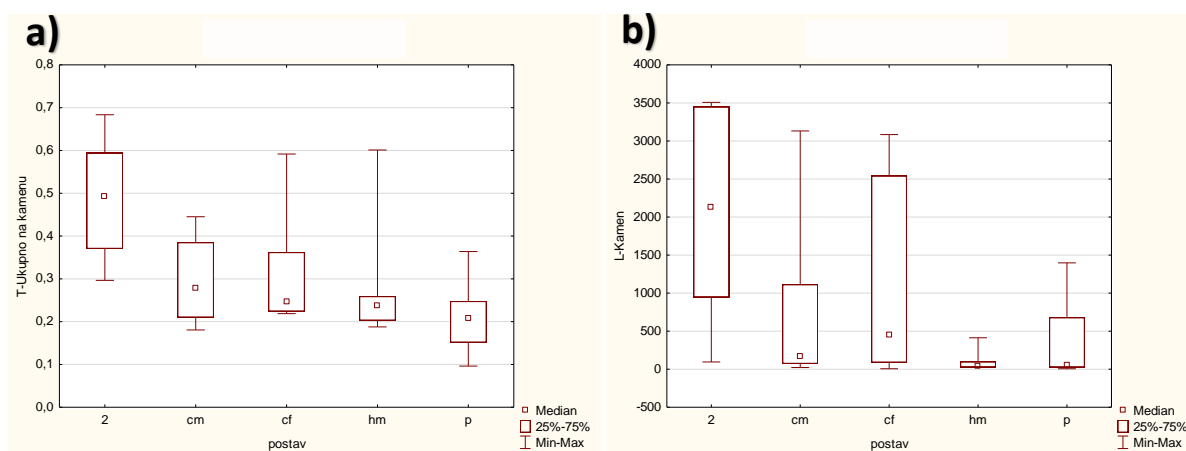 a)
0,8
0,7
0,6
0,5
0,4
0,3
0,2
0,1
0,0
T-Ukupno na kamenu
2 cm cf hm p
postav
Median
25%-75%
Min-Max
b)
4000
3500
3000
2500
2000
1500
1000
500
0
-500
L-Kamen
2 cm cf hm p
postav
Median
25%-75%
Min-Max